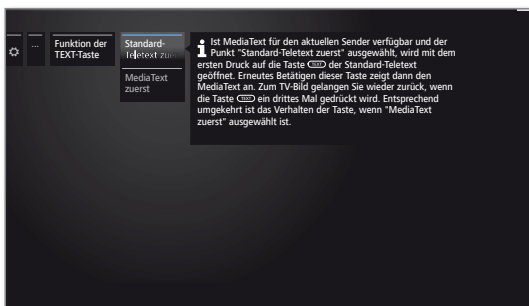 ...
Funktion der
TEXT-Taste
Standard-
Teletext zuerst
MediaText
zuerst
Ist MediaText für den aktuellen Sender verfügbar und der
Punkt "Standard-Teletext zuerst" ausgewählt, wird mit dem
ersten Druck auf die Taste TEXT der Standard-Teletext
geöffnet. Erneutes Betätigen dieser Taste zeigt dann den
MediaText an. Zum TV-Bild gelangen Sie wieder zurück, wenn
die Taste TEXT ein drittes Mal gedrückt wird. Entsprechend
umgekehrt ist das Verhalten der Taste, wenn "MediaText
zuerst" ausgewählt ist.